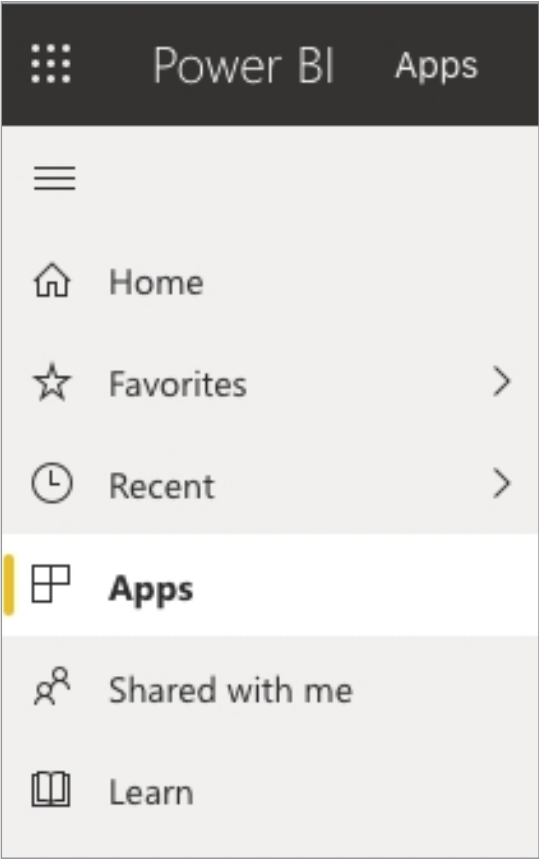 Power BI Apps
Home
Favorites
Recent
Apps
Shared with me
Learn